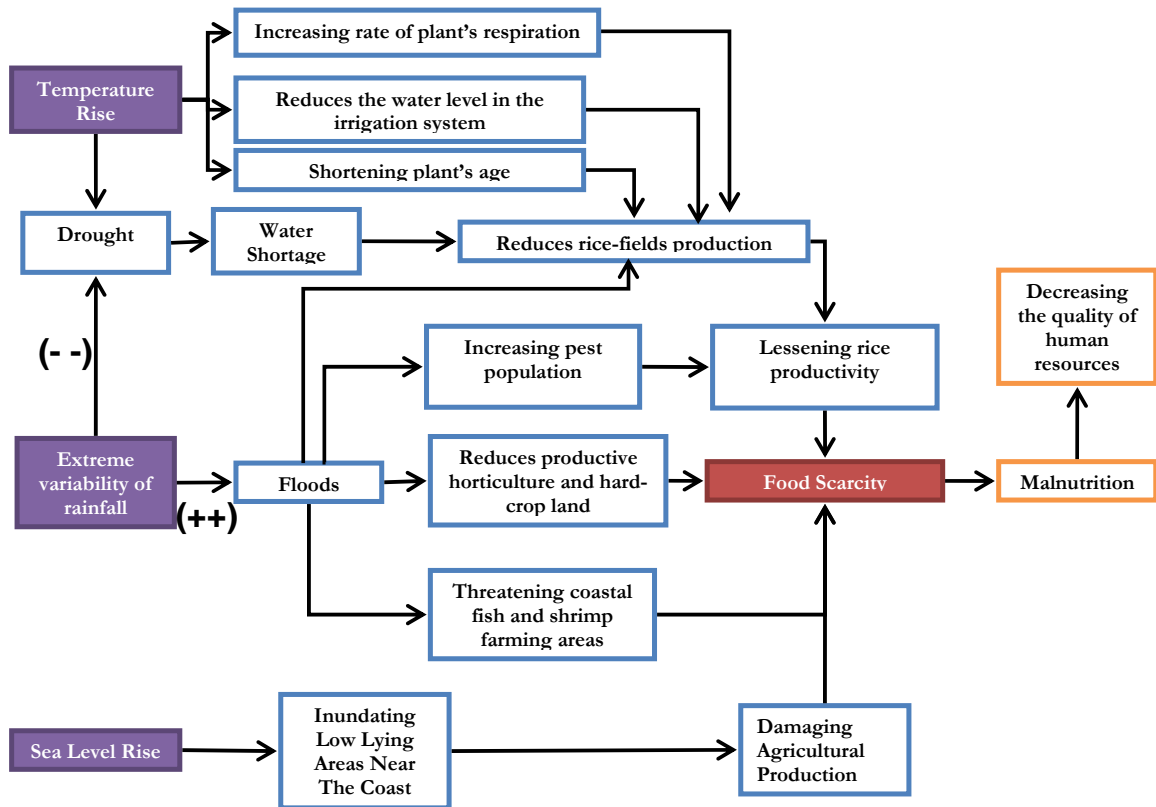 Increasing rate of plant's respiration
Temperature
Rise
Reduces the water level in the
irrigation system
Shortening plant's age
Drought
Water
Shortage
Reduces rice-fields production
Decreasing
the quality of
human
resources
(- -)
Increasing pest
population
Lessening rice
productivity
Extreme
variability of
rainfall
(++)
Floods
Reduces productive
horticulture and hard-
crop land
Food Scarcity
Malnutrition
Threatening coastal
fish and shrimp
farming areas
Sea Level Rise
Inundating
Low Lying
Areas Near
The Coast
Damaging
Agricultural
Production